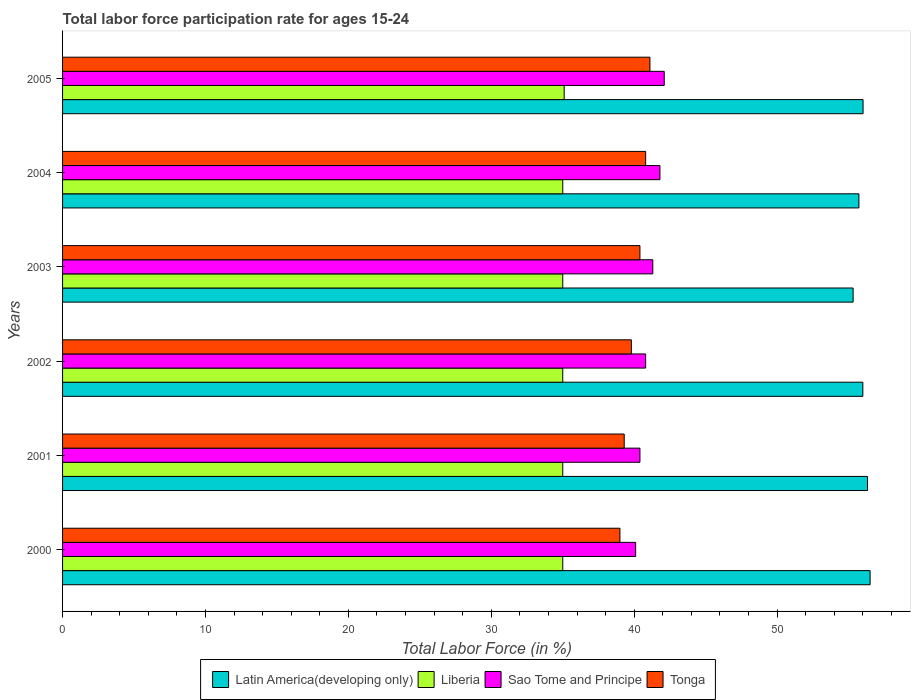 Total labor force participation rate for ages 15-24
Years
2005
2004
2003
2002
2001
2000
0
10
20
30
40
50
Total Labor Force (in %)
Latin America(developing only)
Liberia
Sao Tome and Principe
Tonga